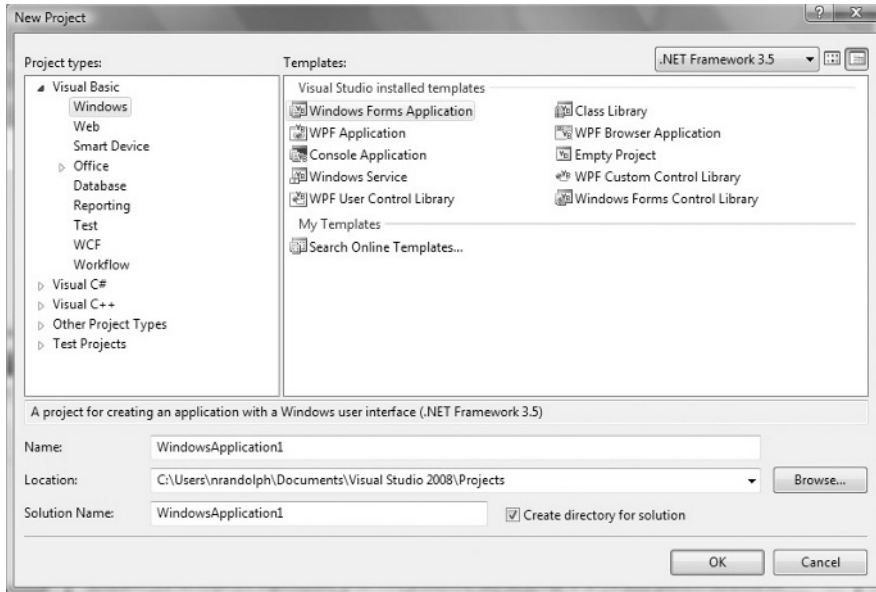 New Project
Project types:
Templates:
.NET Framework 3.5
Visual Basic
Windows
Web
Smart Device
Office
Database
Reporting
Test
WCF
Workflow
Visual C#
Visual C++
Other Project Types
Test Projects
Visual Studio installed templates
Windows Forms Application
Class Library
WPF Application
WPF Browser Application
Console Application
Empty Project
Windows Service
WPF Custom Control Library
WPF User Control Library
Windows Forms Control Library
My Templates
Search Online Templates...
A project for creating an application with a Windows user interface (.NET Framework 3.5)
Name:
WindowsApplication1
Location:
C:\Users\nrandolph\Documents\Visual Studio 2008\Projects
Browse...
Solution Name:
WindowsApplication1
Create directory for solution
OK
Cancel